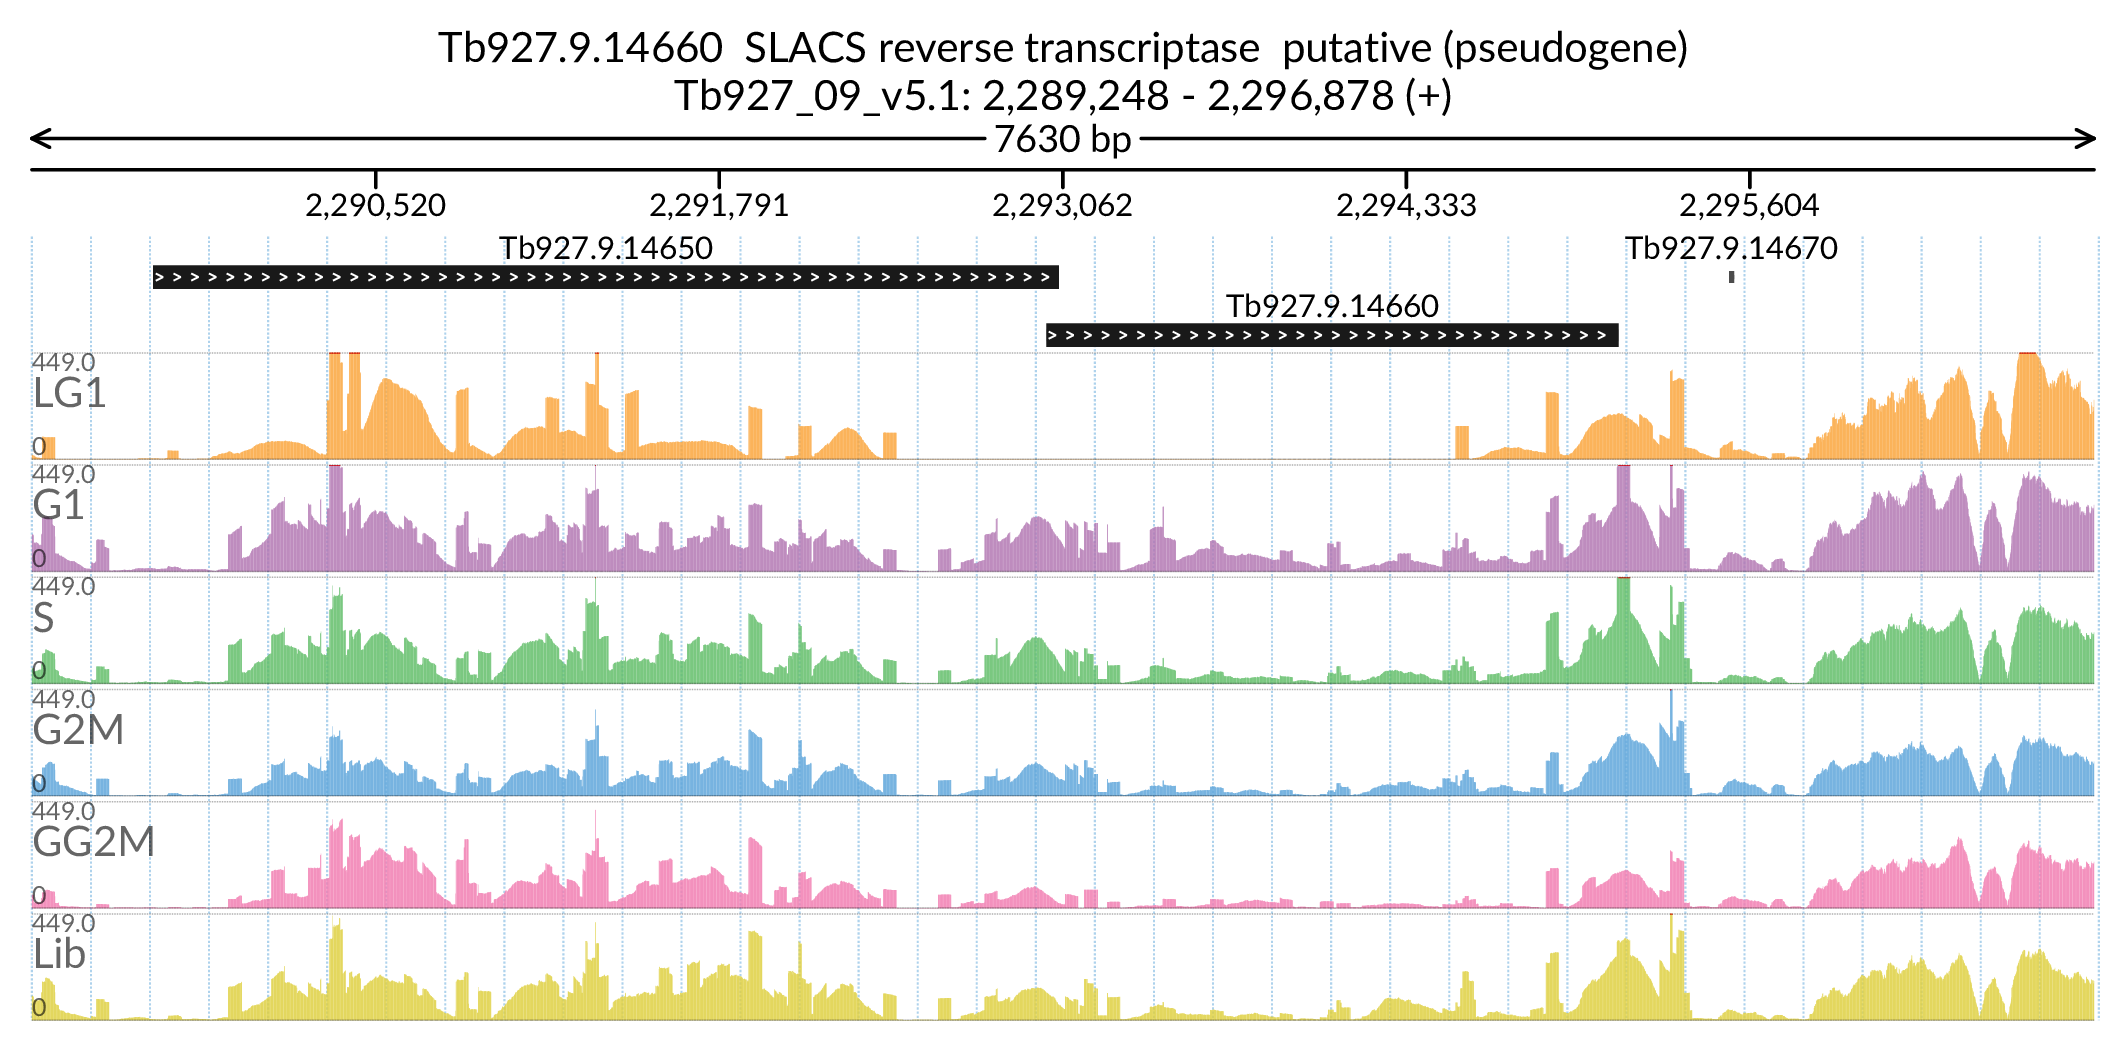 Tb927.9.14660  SLACS reverse transcriptase  putative (pseudogene)
Tb927_09_v5.1: 2,289,248 - 2,296,878 (+)
7630 bp
2,290,520 2,291,791 2,293,062 2,294,333 2,295,604
Tb927.9.14650 Tb927.9.14670
Tb927.9.14660
449.0
LG1
0
449.0
G1
0
449.0
S
0
449.0
G2M
0
449.0
GG2M
0
449.0
Lib
0